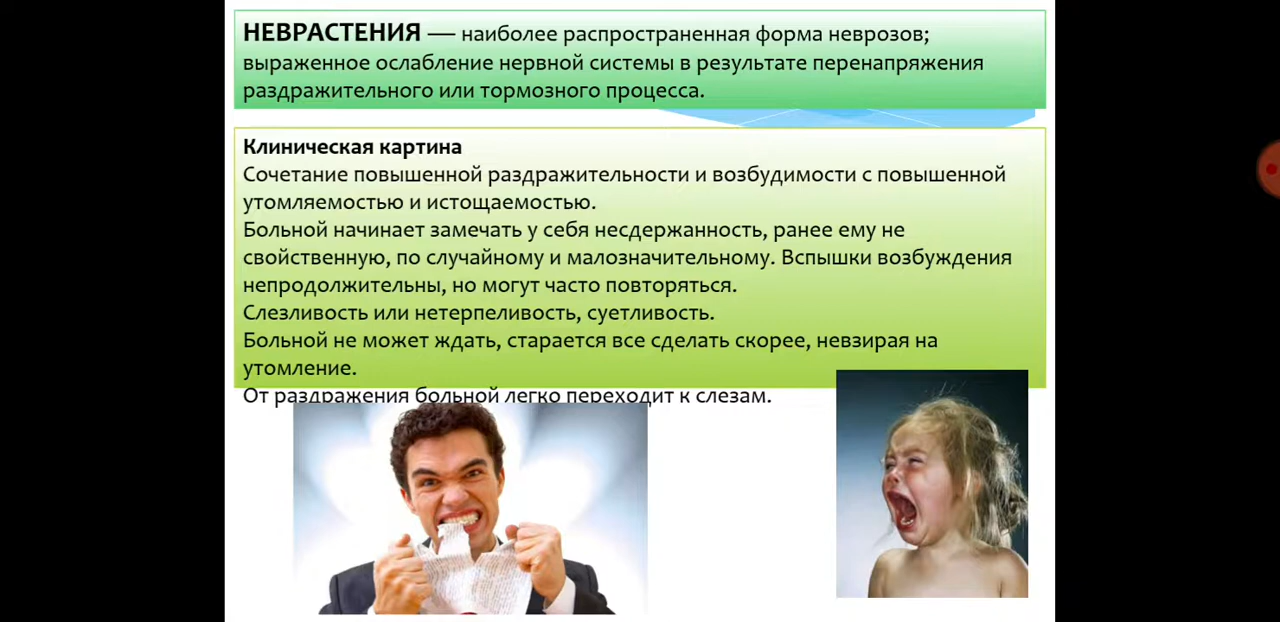 НЕВРАСТЕНИЯ — наиболее распространенная форма неврозов;
выраженное ослабление нервной системы в результате перенапряжения
раздражительного или тормозного процесса.
Клиническая картина
Сочетание повышенной раздражительности и возбудимости с повышенной
утомляемостью и истощаемостью.
Больной начинает замечать у себя несдержанность, ранее ему не
свойственную, по случайному и малозначительному. Вспышки возбуждения
непродолжительны, но могут часто повторяться.
Слезливость или нетерпеливость, суетливость.
Больной не может ждать, старается все сделать скорее, невзирая на
утомление.
От раздражения больной легко переходит к слезам.